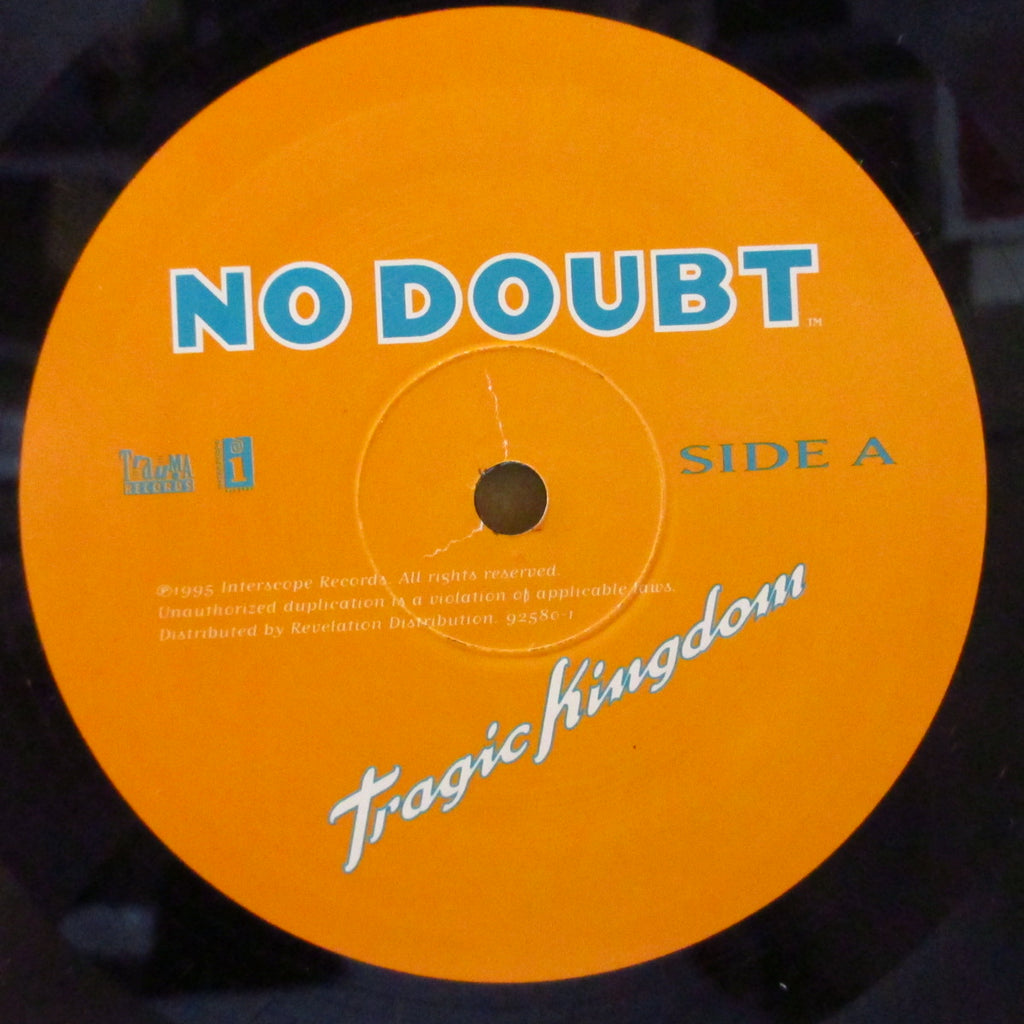 NO DOUBT™
TrauMA
RECORDS
i
SIDE A
℗1995 Interscope Records. All rights reserved.
Unauthorized duplication is a violation of applicable laws.
Distributed by Revelation Distribution. 92580-1
Tragic Kingdom